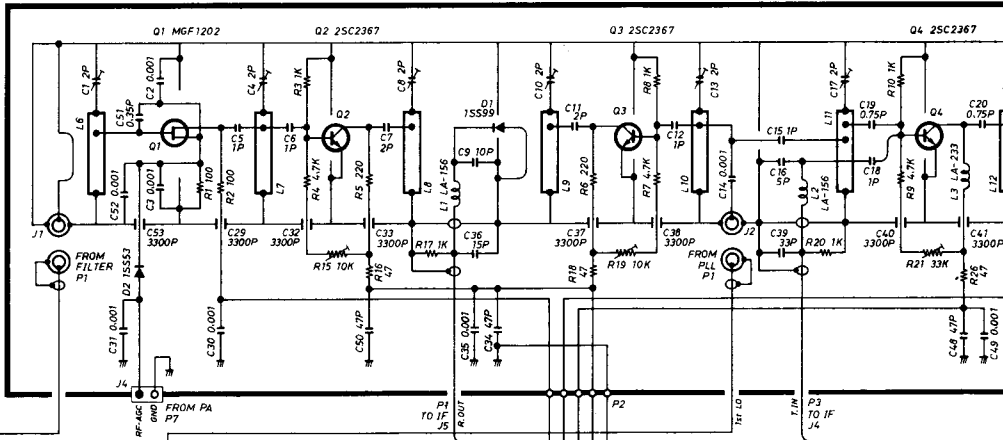 Q1 MGF1202
Q2 2SC2367
Q3 2SC2367
Q4 2SC2367
C1 2P
L6
C51 0.35P
C2 0.001
Q1
C52 0.001
C3 0.001
R1 100
R2 100
C5 1P
C4 2P
L7
C6 1P
R3 1K
Q2
R4 4.7K
R5 220
C7 2P
C8 2P
L8
L1 LA-156
C9 10P
D1
1SS99
C10 2P
C11
2P
L9
R6 220
Q3
R8 1K
R7 4.7K
C12
1P
C13 2P
L10
C14 0.001
C15 1P
C16
5P
L2
LA-156
C17 2P
L11
C19
0.75P
C18
1P
R10 1K
R9 4.7K
Q4
C20
0.75P
L3 LA-233
L12
J1
C53
3300P
C29
3300P
C32
3300P
C33
3300P
R17 1K
C36
15P
C37
3300P
C38
3300P
J2
C39
33P
R20 1K
C40
3300P
C41
3300P
FROM
FILTER
P1
D2 1SS53
R15 10K
R16
47
R18
47
R19 10K
FROM
PLL
P1
R21 33K
R26
47
C31 0.001
C30 0.001
C50 47P
C35 0.001
C34 47P
C48 47P
C49 0.001
J4
RF-AGC
GND
FROM PA
P7
P1
TO IF
J5
R.OUT
P2
1st LO
T.IN
P3
TO IF
J4